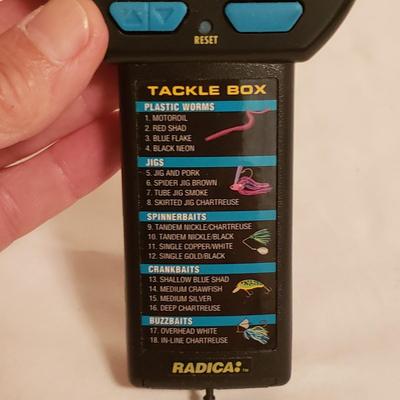 RESET
TACKLE BOX
PLASTIC WORMS
1. MOTOROIL
2. RED SHAD
3. BLUE FLAKE
4. BLACK NEON
JIGS
5. JIG AND PORK
6. SPIDER JIG BROWN
7. TUBE JIG SMOKE
8. SKIRTED JIG CHARTREUSE
SPINNERBAITS
9. TANDEM NICKLE/CHARTREUSE
10. TANDEM NICKLE/BLACK
11. SINGLE COPPER/WHITE
12. SINGLE GOLD/BLACK
CRANKBAITS
13. SHALLOW BLUE SHAD
14. MEDIUM CRAWFISH
15. MEDIUM SILVER
16. DEEP CHARTREUSE
BUZZBAITS
17. OVERHEAD WHITE
18. IN-LINE CHARTREUSE
RADICA:™